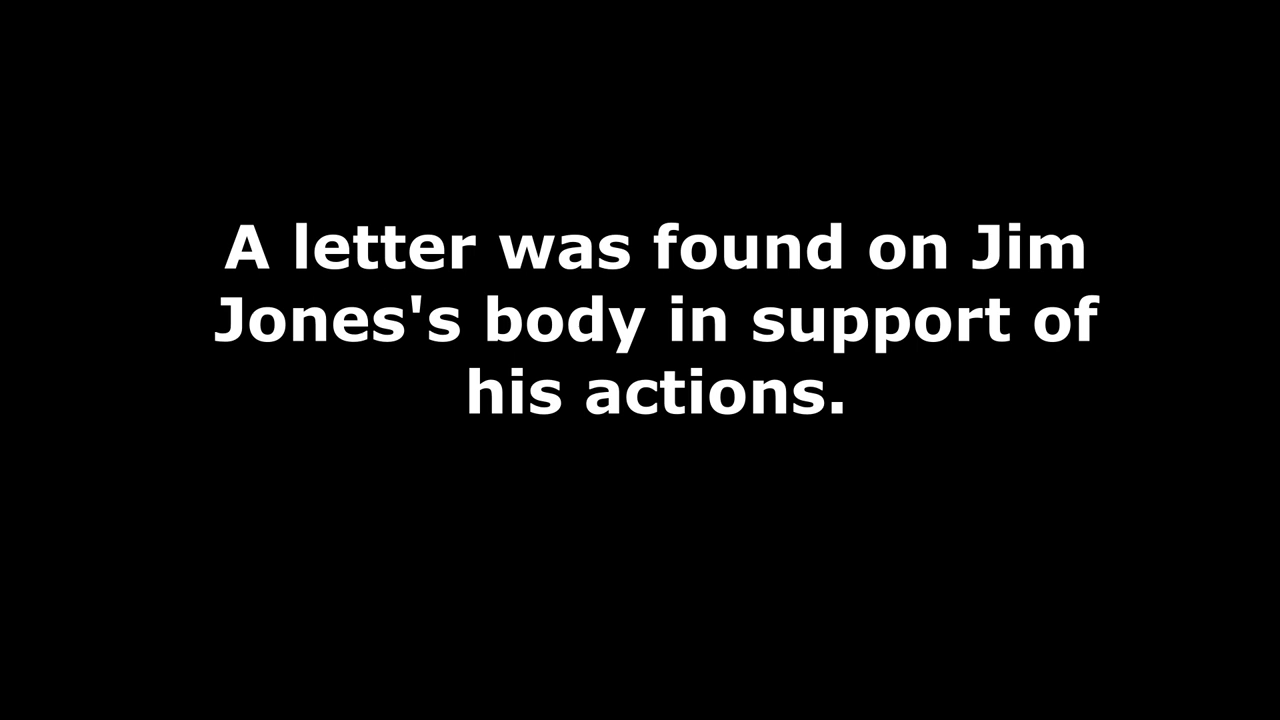 A letter was found on Jim
Jones's body in support of
his actions.